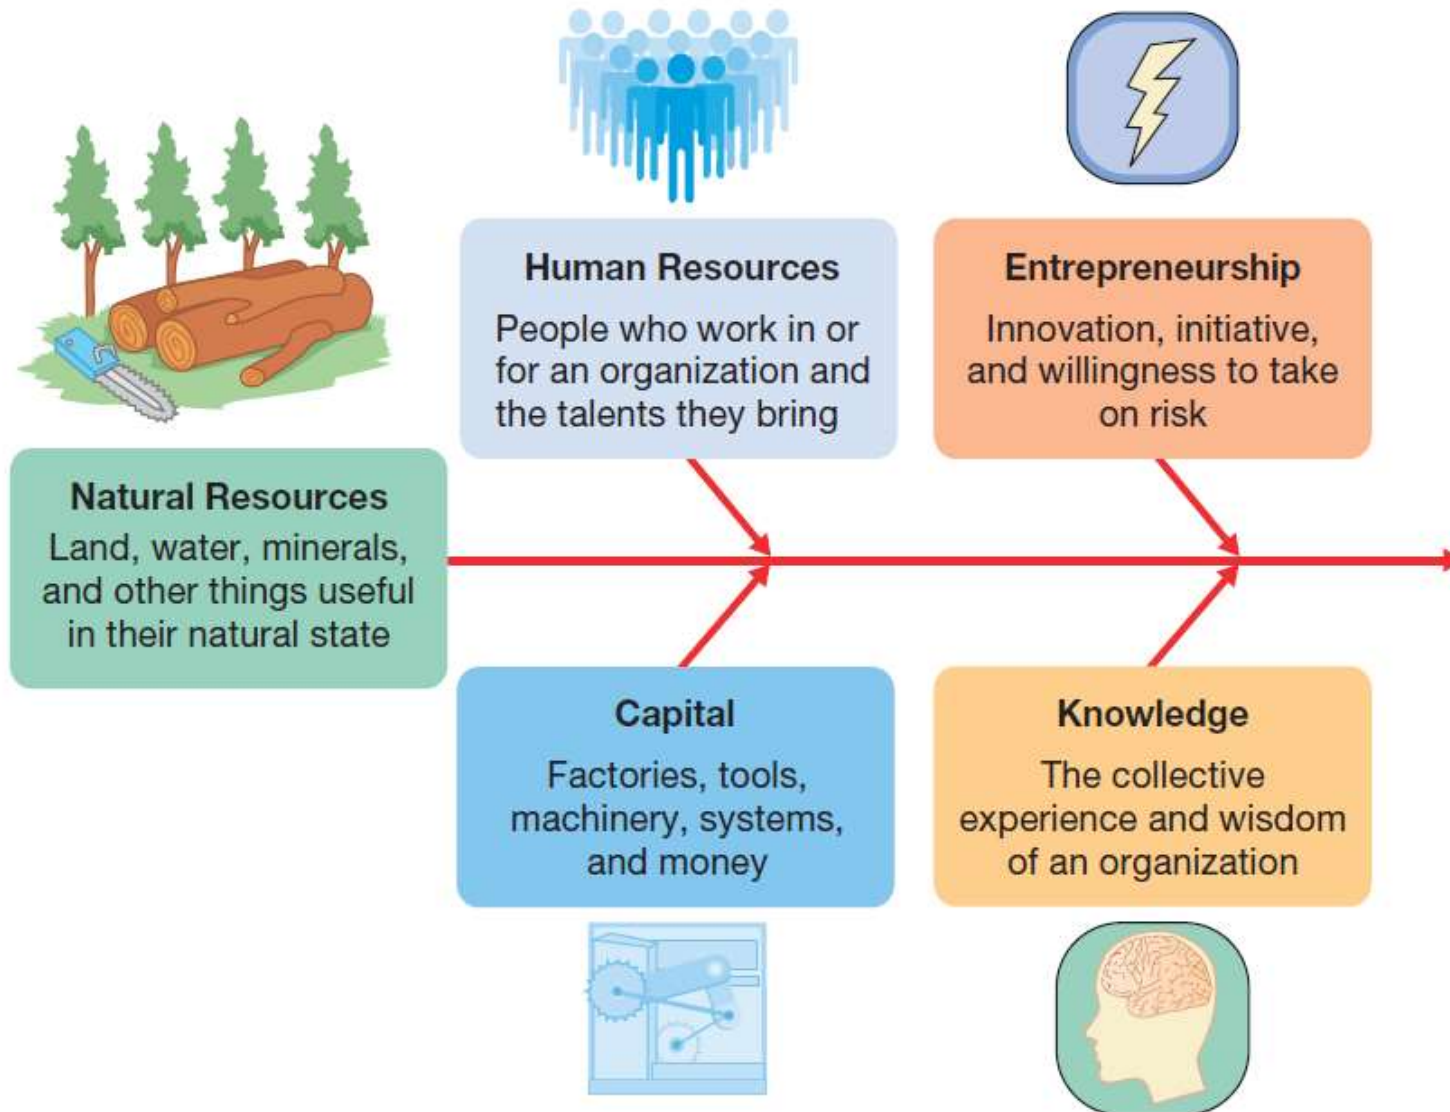 Human Resources
People who work in or
for an organization and
the talents they bring
Entrepreneurship
Innovation, initiative,
and willingness to take
on risk
Natural Resources
Land, water, minerals,
and other things useful
in their natural state
Capital
Factories, tools,
machinery, systems,
and money
Knowledge
The collective
experience and wisdom
of an organization